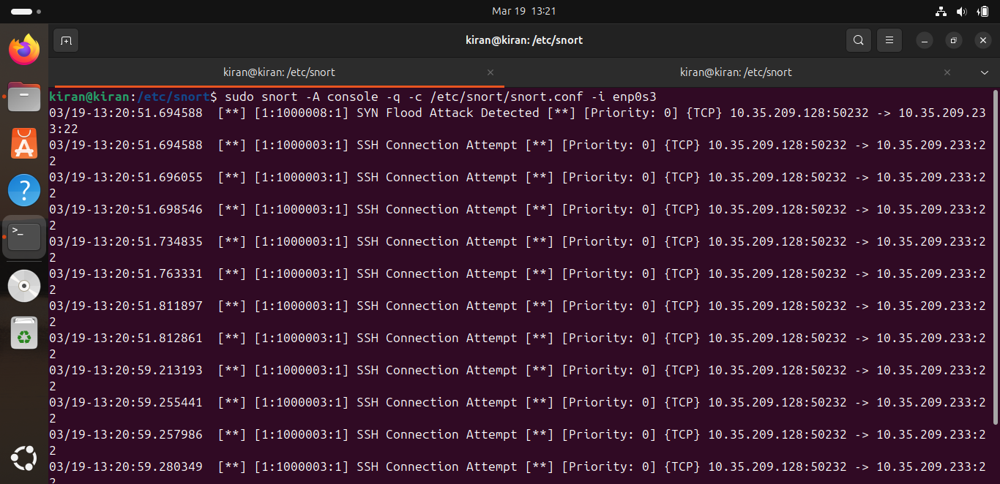 Mar 19 13:21
kiran@kiran: /etc/snort
kiran@kiran: /etc/snort
kiran@kiran: /etc/snort
kiran@kiran:/etc/snort$ sudo snort -A console -q -c /etc/snort/snort.conf -i enp0s3
03/19-13:20:51.694588  [**] [1:1000008:1] SYN Flood Attack Detected [**] [Priority: 0] {TCP} 10.35.209.128:50232 -> 10.35.209.23
3:22
03/19-13:20:51.694588  [**] [1:1000003:1] SSH Connection Attempt [**] [Priority: 0] {TCP} 10.35.209.128:50232 -> 10.35.209.233:2
2
03/19-13:20:51.696055  [**] [1:1000003:1] SSH Connection Attempt [**] [Priority: 0] {TCP} 10.35.209.128:50232 -> 10.35.209.233:2
2
03/19-13:20:51.698546  [**] [1:1000003:1] SSH Connection Attempt [**] [Priority: 0] {TCP} 10.35.209.128:50232 -> 10.35.209.233:2
2
03/19-13:20:51.734835  [**] [1:1000003:1] SSH Connection Attempt [**] [Priority: 0] {TCP} 10.35.209.128:50232 -> 10.35.209.233:2
2
03/19-13:20:51.763331  [**] [1:1000003:1] SSH Connection Attempt [**] [Priority: 0] {TCP} 10.35.209.128:50232 -> 10.35.209.233:2
2
03/19-13:20:51.811897  [**] [1:1000003:1] SSH Connection Attempt [**] [Priority: 0] {TCP} 10.35.209.128:50232 -> 10.35.209.233:2
2
03/19-13:20:51.812861  [**] [1:1000003:1] SSH Connection Attempt [**] [Priority: 0] {TCP} 10.35.209.128:50232 -> 10.35.209.233:2
2
03/19-13:20:59.213193  [**] [1:1000003:1] SSH Connection Attempt [**] [Priority: 0] {TCP} 10.35.209.128:50232 -> 10.35.209.233:2
2
03/19-13:20:59.255441  [**] [1:1000003:1] SSH Connection Attempt [**] [Priority: 0] {TCP} 10.35.209.128:50232 -> 10.35.209.233:2
2
03/19-13:20:59.257986  [**] [1:1000003:1] SSH Connection Attempt [**] [Priority: 0] {TCP} 10.35.209.128:50232 -> 10.35.209.233:2
2
03/19-13:20:59.280349  [**] [1:1000003:1] SSH Connection Attempt [**] [Priority: 0] {TCP} 10.35.209.128:50232 -> 10.35.209.233:2
2